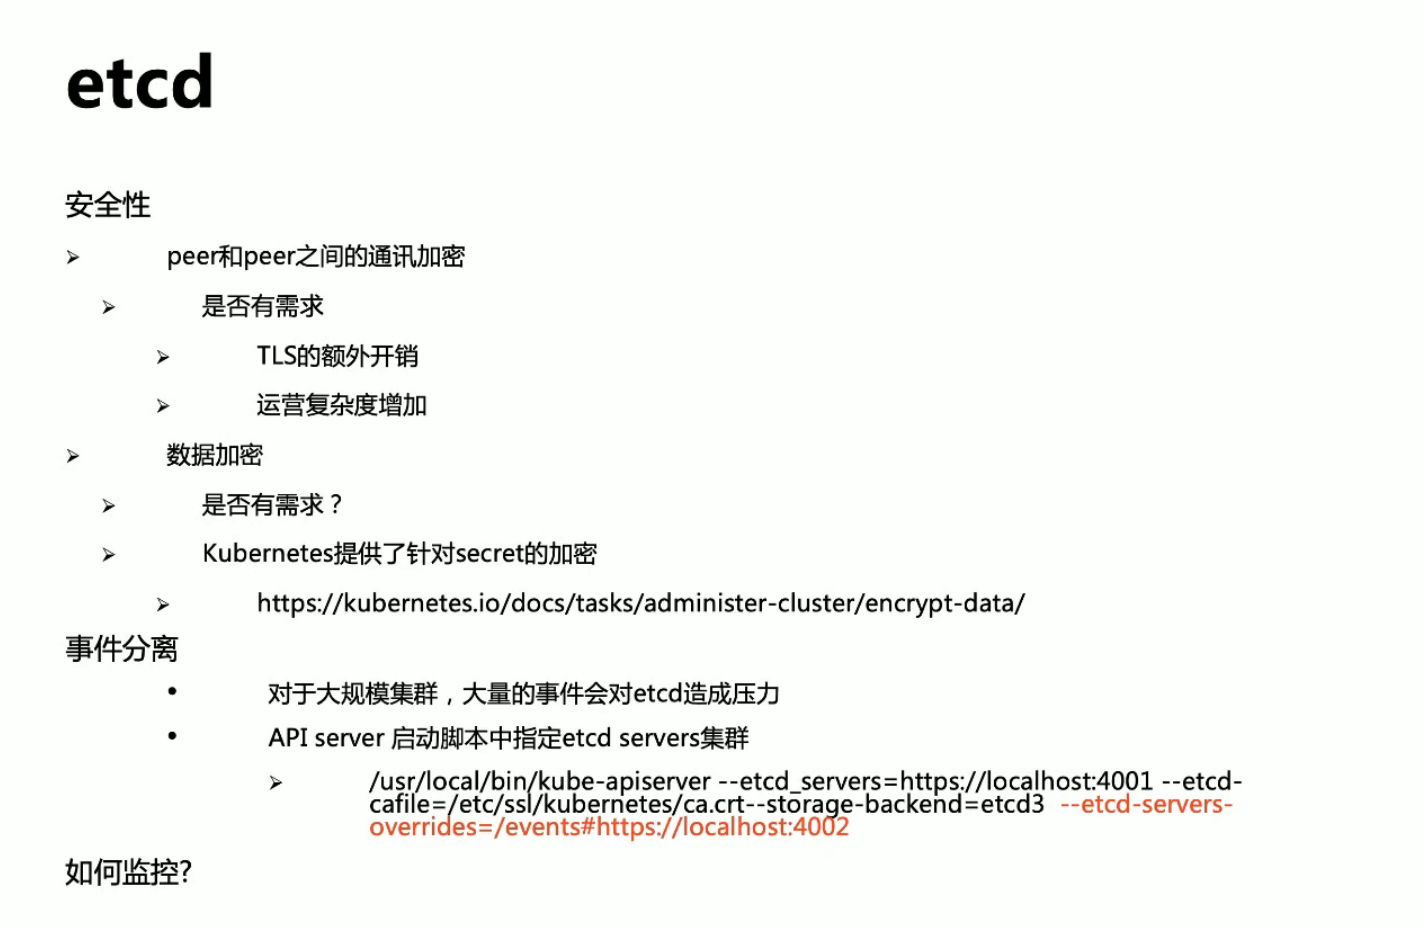 etcd
安全性
peer和peer之间的通讯加密
是否有需求
TLS的额外开销
运营复杂度增加
数据加密
是否有需求？
Kubernetes提供了针对secret的加密
https://kubernetes.io/docs/tasks/administer-cluster/encrypt-data/
事件分离
对于大规模集群，大量的事件会对etcd造成压力
API server 启动脚本中指定etcd servers集群
/usr/local/bin/kube-apiserver --etcd_servers=https://localhost:4001 --etcd-
cafile=/etc/ssl/kubernetes/ca.crt--storage-backend=etcd3 --etcd-servers-
overrides=/events#https://localhost:4002
如何监控?